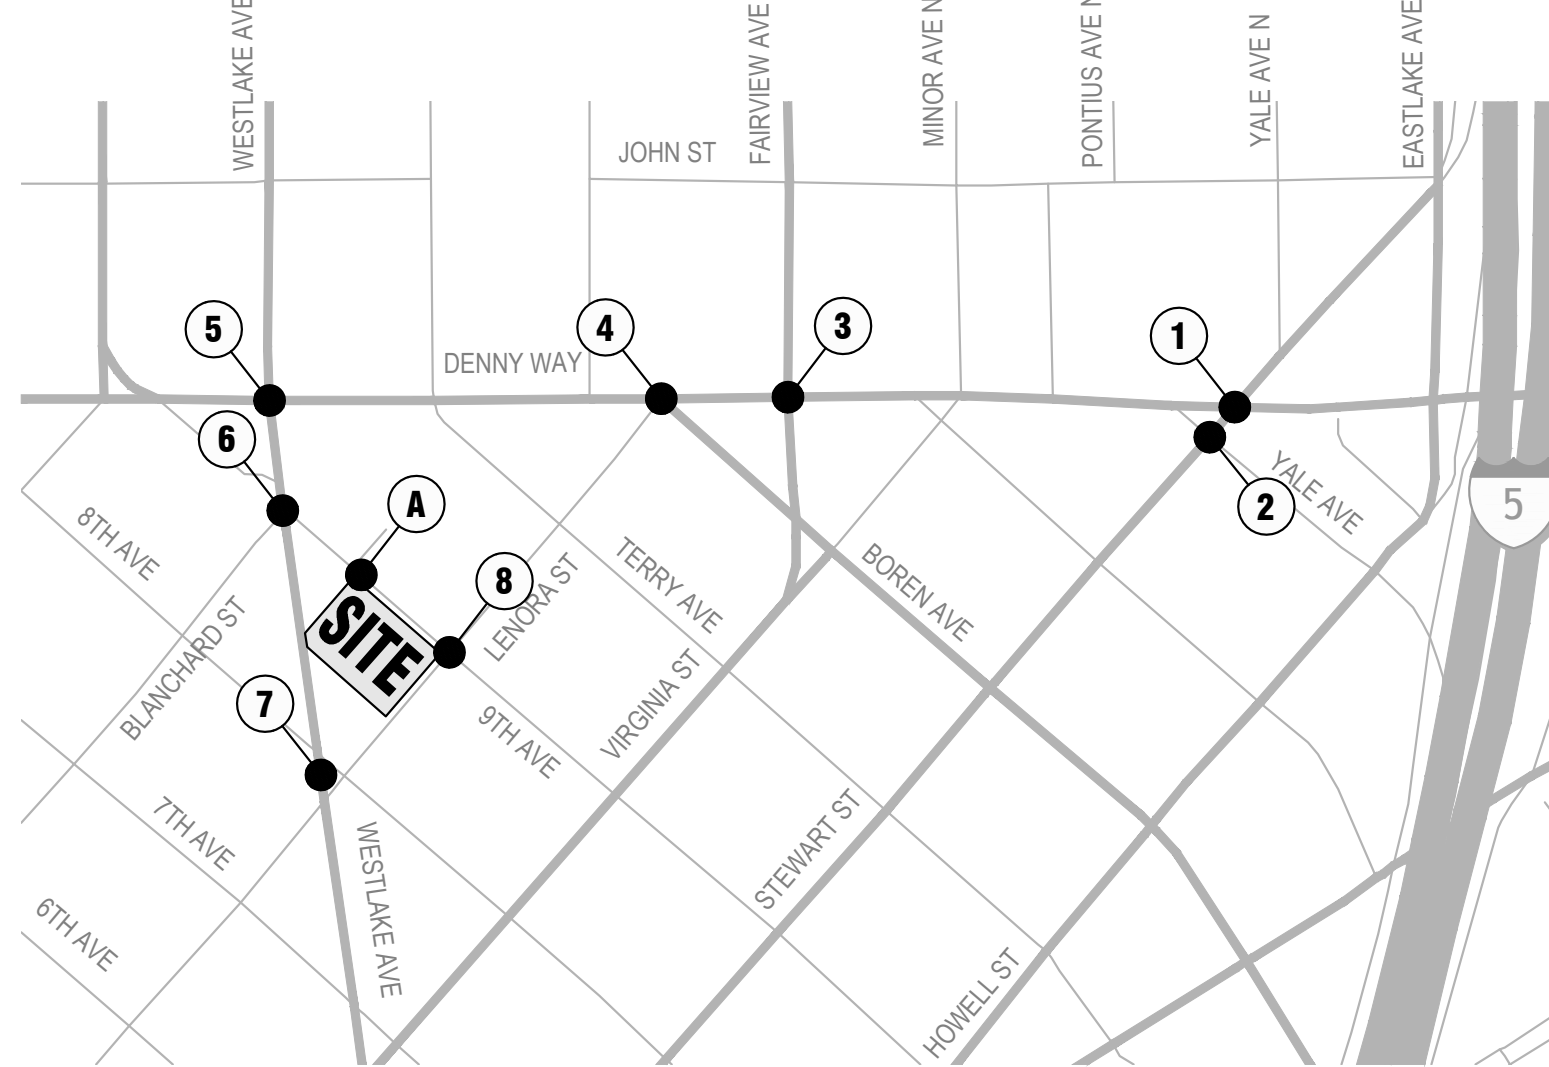 WESTLAKE AVE
FAIRVIEW AVE
MINOR AVE N
PONTIUS AVE N
YALE AVE N
EASTLAKE AVE
JOHN ST
5
4
3
1
DENNY WAY
6
A
2
YALE AVE
5
8TH AVE
8
LENORA ST
TERRY AVE
BOREN AVE
SITE
BLANCHARD ST
7
9TH AVE
VIRGINIA ST
7TH AVE
WESTLAKE AVE
STEWART ST
6TH AVE
HOWELL ST